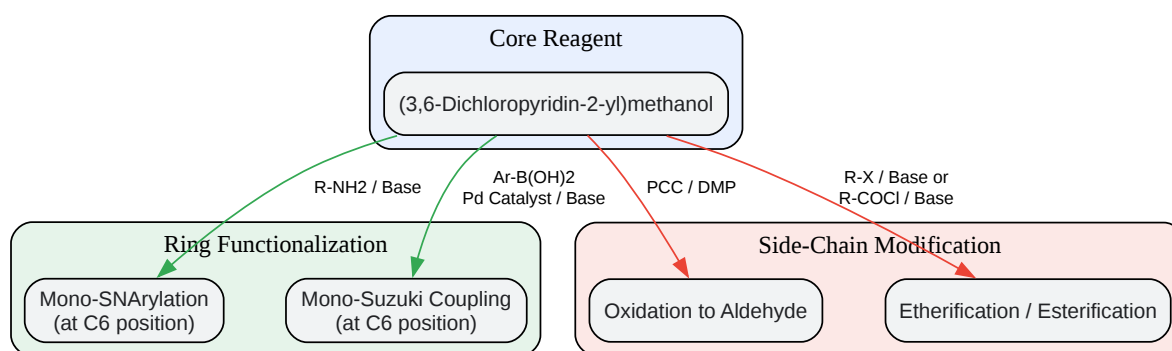 Core Reagent
(3,6-Dichloropyridin-2-yl)methanol
R-NH2 / Base
Ar-B(OH)2
Pd Catalyst / Base
PCC / DMP
R-X / Base or
R-COCl / Base
Ring Functionalization
Mono-SNArylation
(at C6 position)
Mono-Suzuki Coupling
(at C6 position)
Side-Chain Modification
Oxidation to Aldehyde
Etherification / Esterification